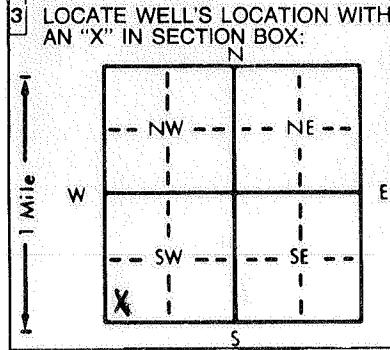 3 LOCATE WELL'S LOCATION WITH
AN "X" IN SECTION BOX:
N
NW NE
1 Mile
W E
SW SE
X
S